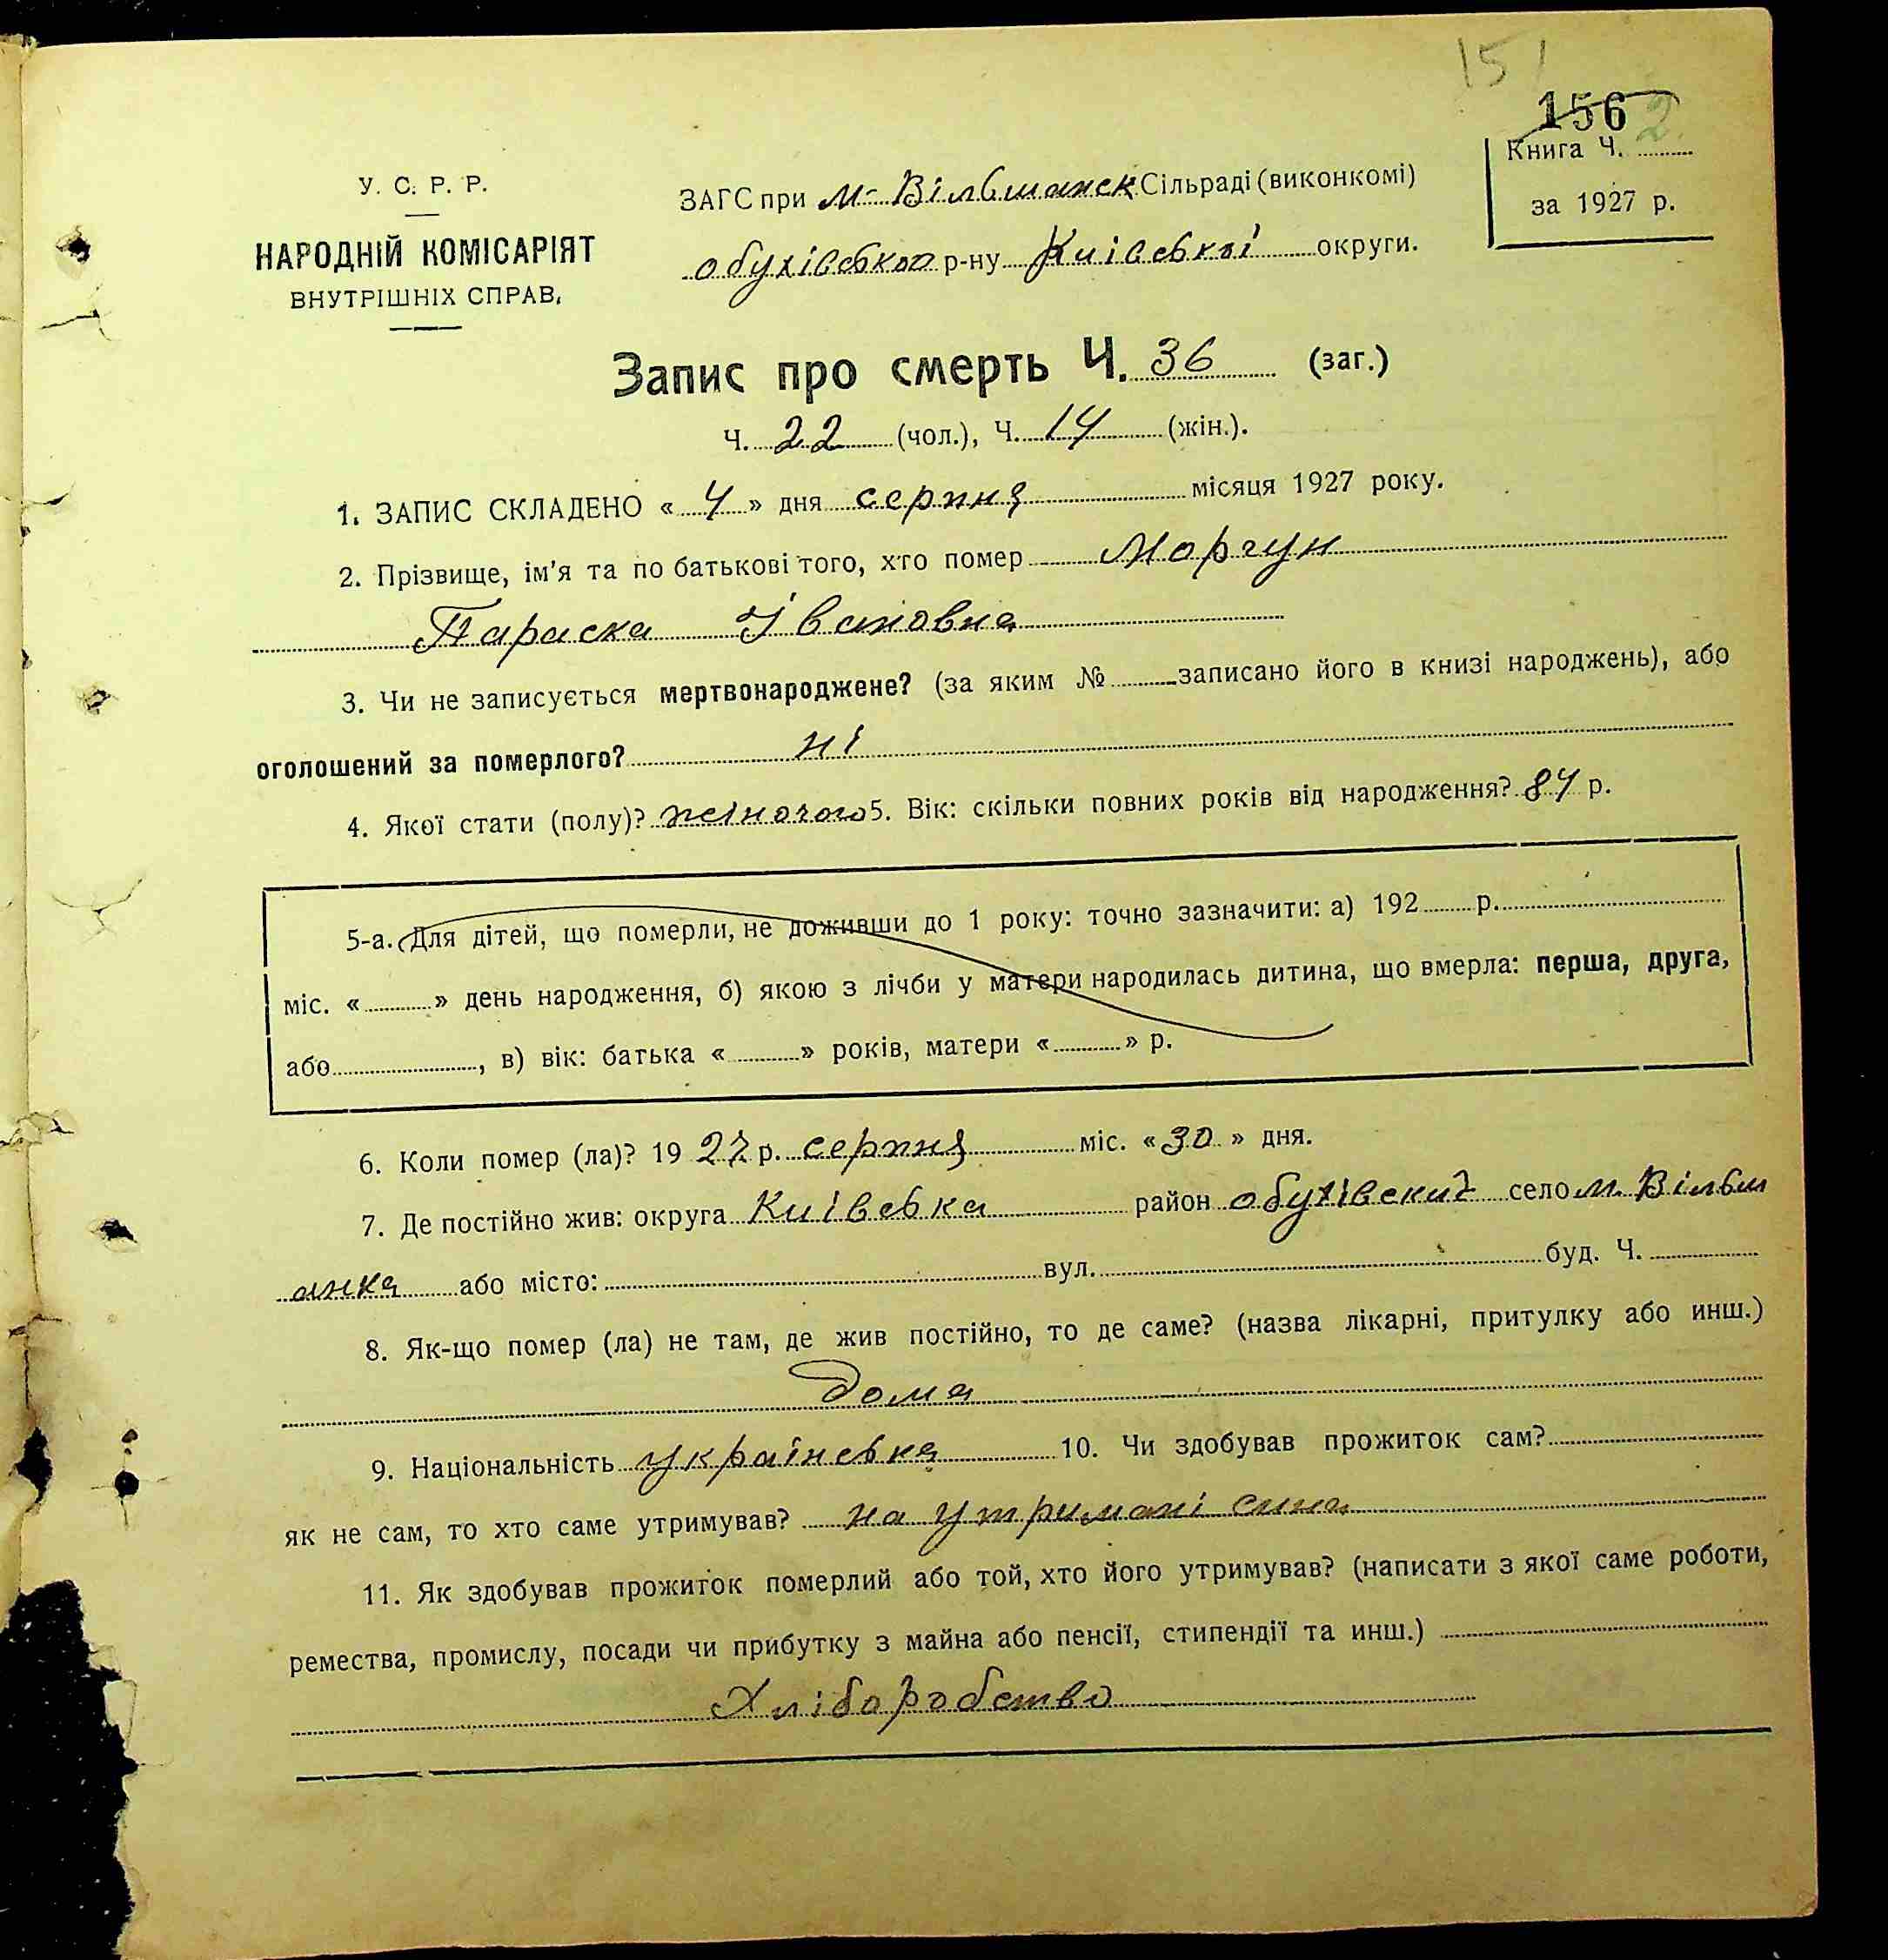 151
156 2
Книга Ч.
за 1927 р.
У. С. Р. Р.
НАРОДНІЙ КОМІСАРІЯТ
ВНУТРІШНІХ СПРАВ.
ЗАГС при м- Вільшанск Сільраді (виконкомі)
обухівсько р-ну Киівськоі округи.
Запис про смерть Ч. 36 (заг.)
Ч. 22 (чол.), Ч. 14 (жін.).
1. ЗАПИС СКЛАДЕНО « 4 » дня серпня місяця 1927 року.
2. Прізвище, ім'я та по батькові того, хто помер Моргун
Параска Івановна
3. Чи не записується мертвонароджене? (за яким № записано його в книзі народжень), або
оголошений за померлого? ні
4. Якої стати (полу)? жіночого 5. Вік: скільки повних років від народження? 84 р.
5-а. Для дітей, що померли, не доживши до 1 року: точно зазначити: а) 192 р.
міс. « » день народження, б) якою з лічби у матери народилась дитина, що вмерла: перша, друга,
або , в) вік: батька « » років, матери « » р.
6. Коли помер (ла)? 19 27 р. серпня міс. « 30 » дня.
7. Де постійно жив: округа Киівська район обухівский село м. Вільш
анка або місто: вул. буд. Ч.
8. Як-що помер (ла) не там, де жив постійно, то де саме? (назва лікарні, притулку або инш.)
дома
9. Національність українська 10. Чи здобував прожиток сам?
як не сам, то хто саме утримував? на утримані сина
11. Як здобував прожиток померлий або той, хто його утримував? (написати з якої саме роботи,
ремества, промислу, посади чи прибутку з майна або пенсії, стипендії та инш.)
Хліборобство